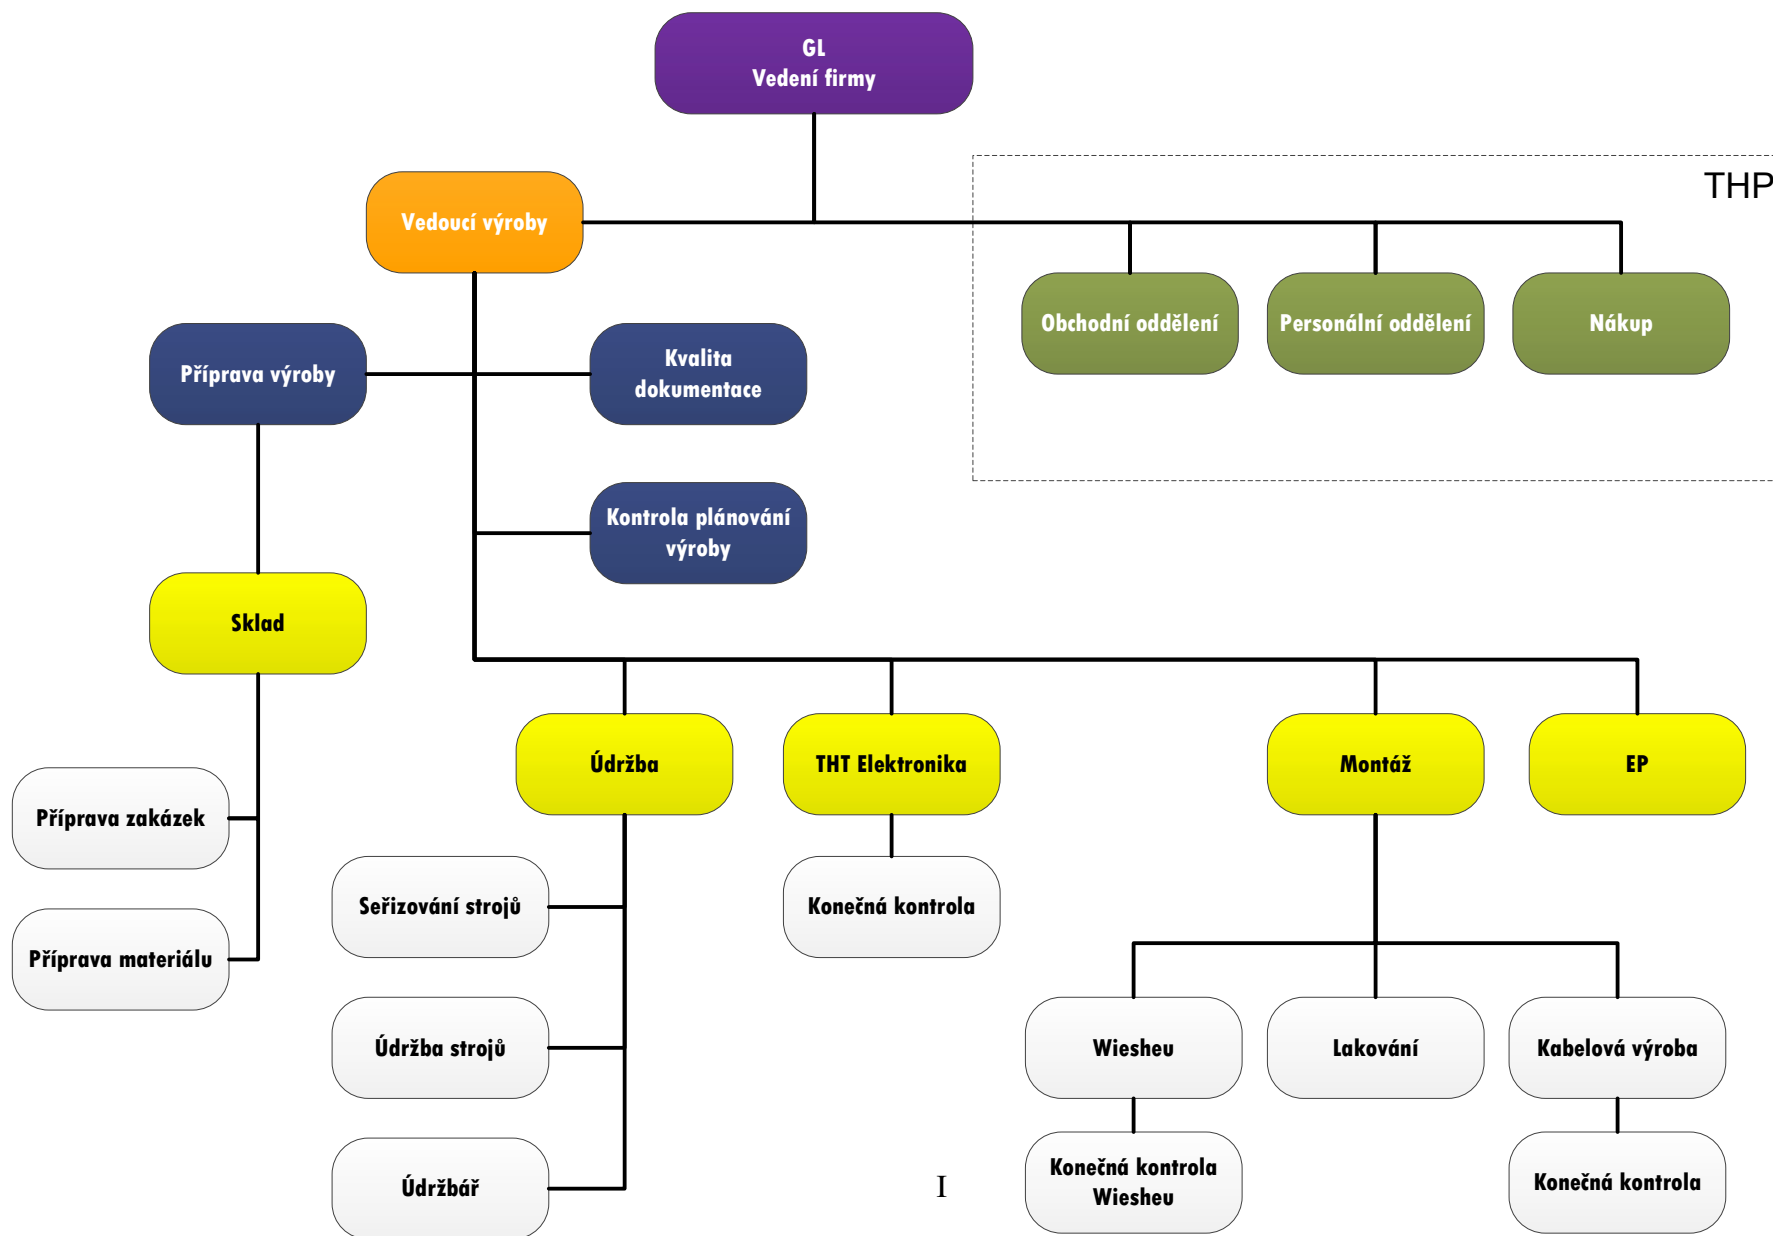 GL
Vedení firmy
THP
Vedoucí výroby
Obchodní oddělení
Personální oddělení
Nákup
Příprava výroby
Kvalita
dokumentace
Kontrola plánování
výroby
Sklad
Údržba
THT Elektronika
Montáž
EP
Příprava zakázek
Seřizování strojů
Konečná kontrola
Příprava materiálu
Údržba strojů
Wiesheu
Lakování
Kabelová výroba
Údržbář
I
Konečná kontrola
Wiesheu
Konečná kontrola